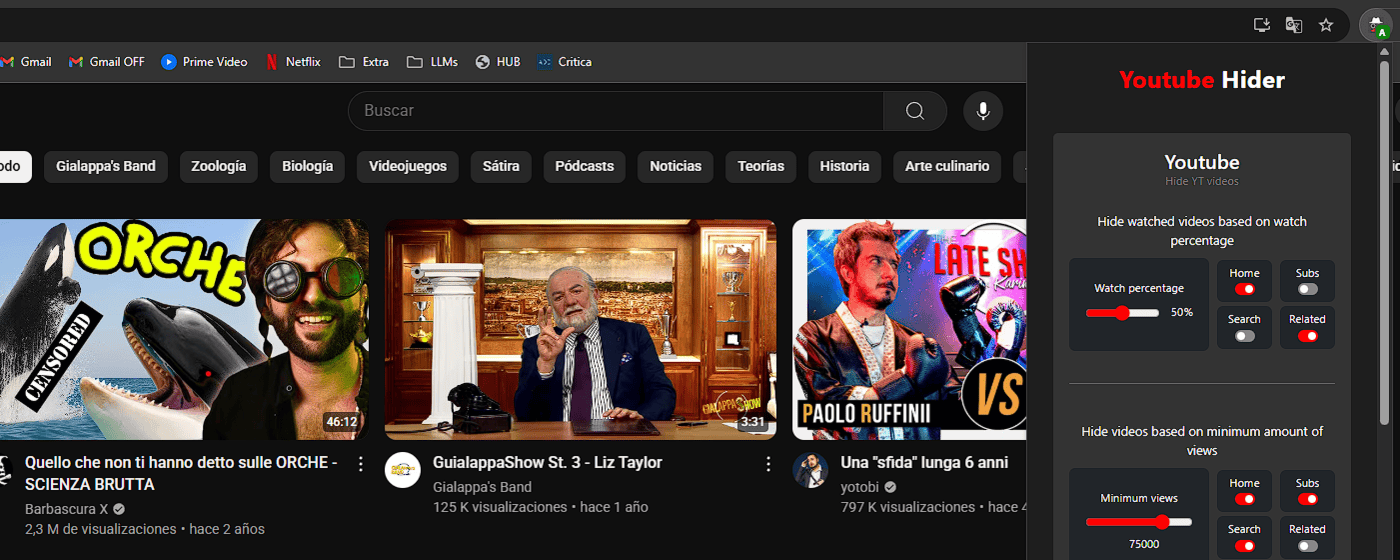 Gmail
Gmail OFF
Prime Video
Netflix
Extra
LLMs
HUB
Critica
A
Buscar
odo
Gialappa's Band
Zoología
Biología
Videojuegos
Sátira
Pódcasts
Noticias
Teorías
Historia
Arte culinario
ORCHE
CENSORED
46:12
GIALAPPASHOW
3:31
LATE SH
PAOLO RUFFINII
VS
Quello che non ti hanno detto sulle ORCHE -
SCIENZA BRUTTA
Barbascura X
2,3 M de visualizaciones • hace 2 años
GuialappaShow St. 3 - Liz Taylor
Gialappa's Band
125 K visualizaciones • hace 1 año
Una "sfida" lunga 6 anni
yotobi
797 K visualizaciones • hace 4
Youtube Hider
Youtube
Hide YT videos
Hide watched videos based on watch
percentage
Watch percentage
50%
Home
Subs
Search
Related
Hide videos based on minimum amount of
views
Minimum views
75000
Home
Subs
Search
Related